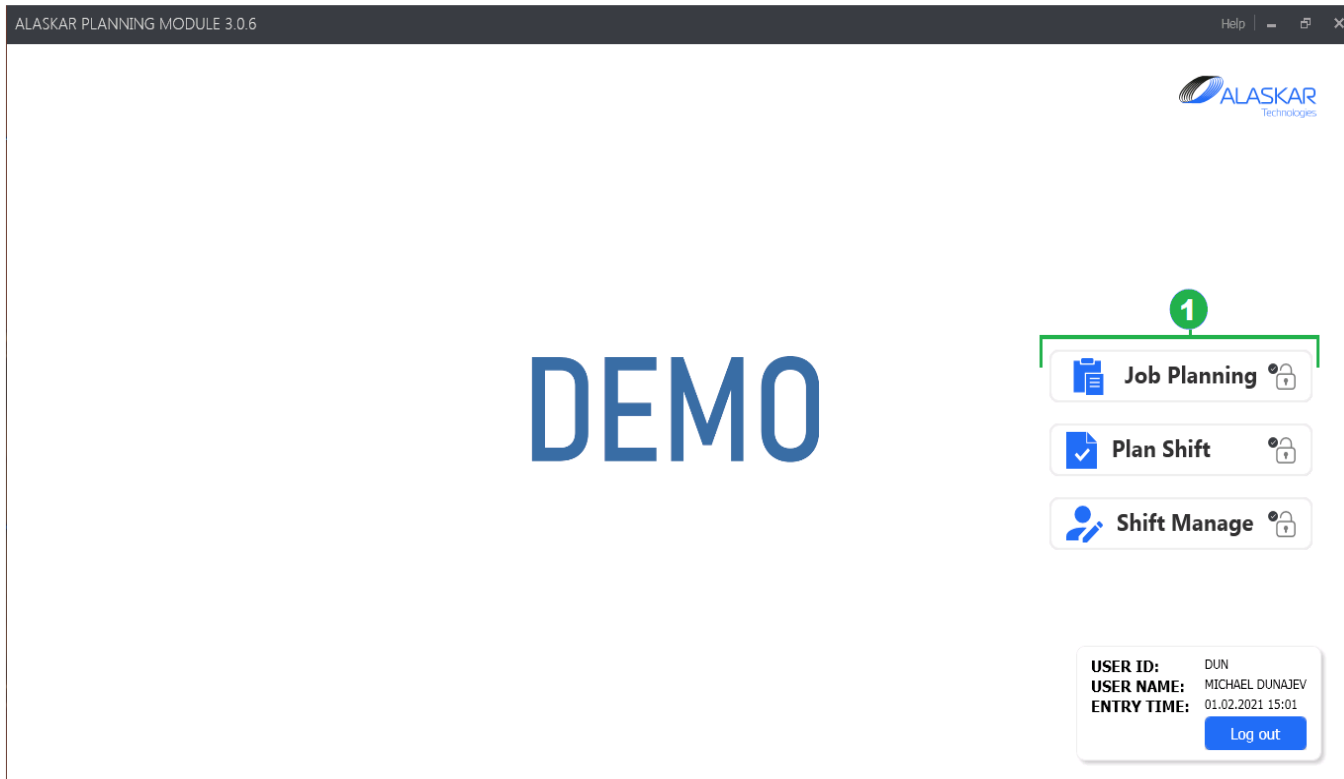 ALASKAR PLANNING MODULE 3.0.6 Help
ALASKAR
Technologies
1
Job Planning
DEMO
Plan Shift
Shift Manage
USER ID: DUN
USER NAME: MICHAEL DUNAJEV
ENTRY TIME: 01.02.2021 15:01
Log out